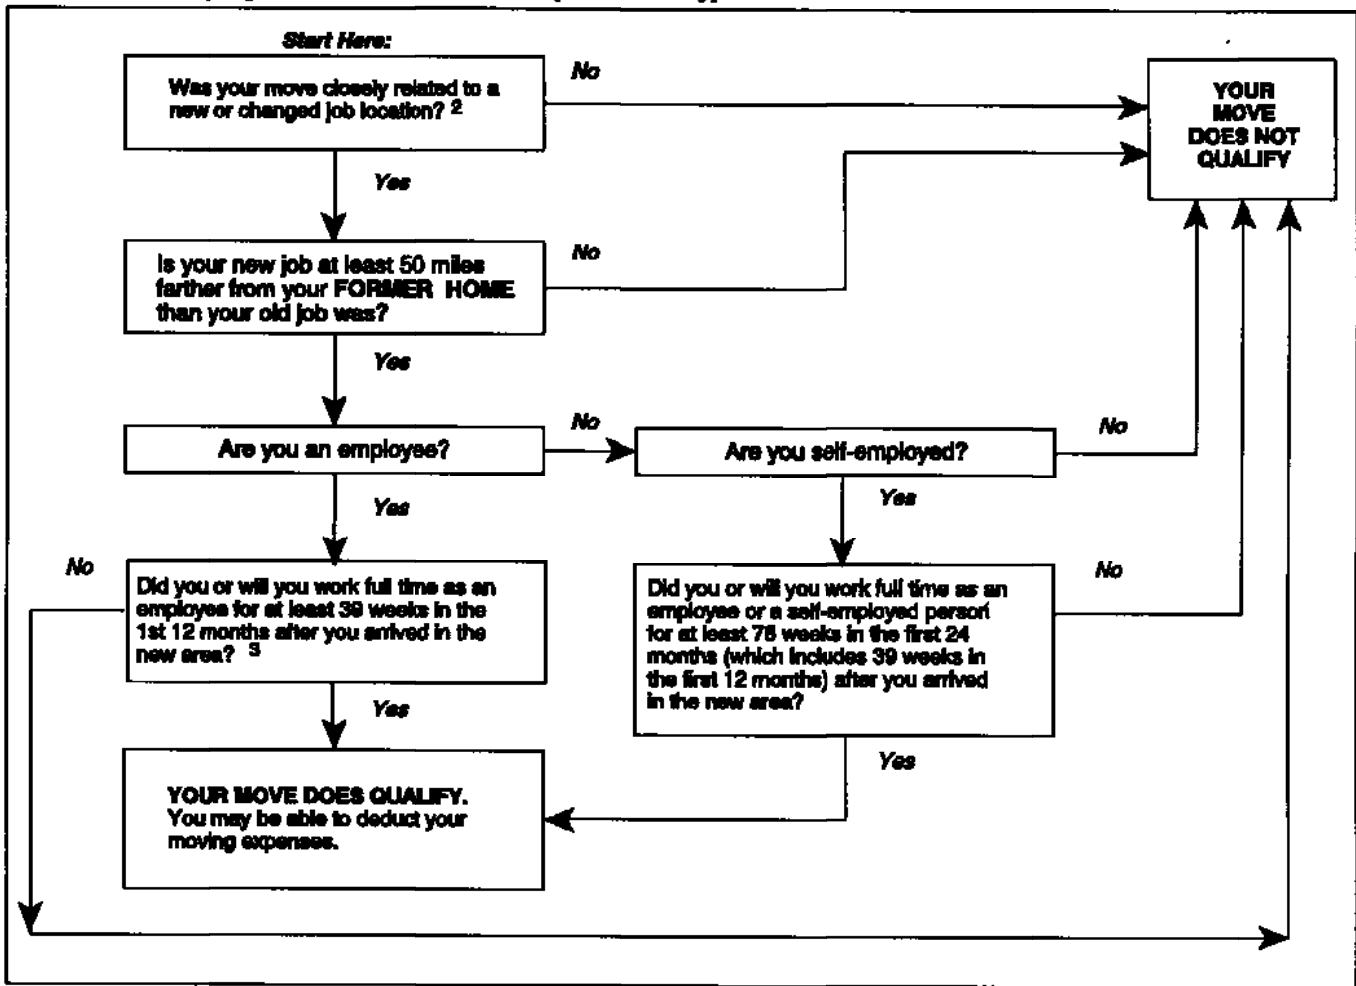 Start Here:
Was your move closely related to a
new or changed job location? 2
No
YOUR
MOVE
DOES NOT
QUALIFY
Yes
Is your new job at least 50 miles
farther from your FORMER HOME
than your old job was?
No
Yes
Are you an employee?
No
Are you self-employed?
No
Yes
Yes
No
Did you or will you work full time as an
employee for at least 39 weeks in the
1st 12 months after you arrived in the
new area? 3
Did you or will you work full time as an
employee or a self-employed person
for at least 78 weeks in the first 24
months (which includes 39 weeks in
the first 12 months) after you arrived
in the new area?
No
Yes
Yes
YOUR MOVE DOES QUALIFY.
You may be able to deduct your
moving expenses.